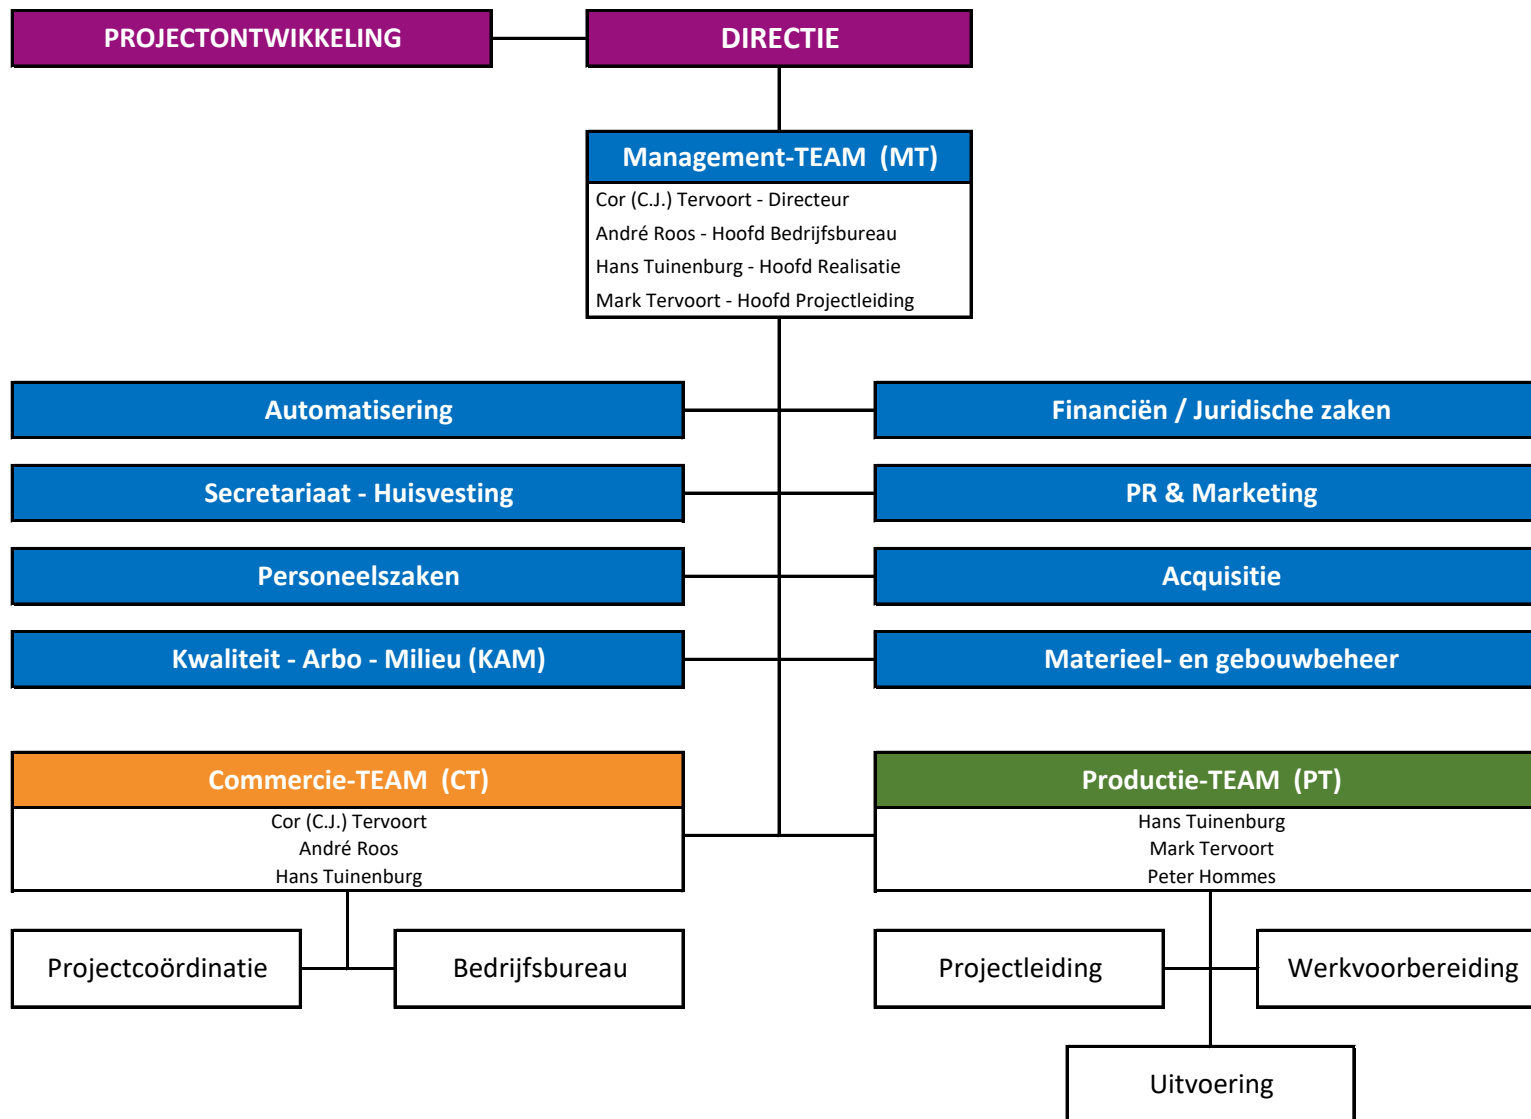 PROJECTONTWIKKELING
DIRECTIE
Management-TEAM (MT)
Cor (C.J.) Tervoort - Directeur
André Roos - Hoofd Bedrijfsbureau
Hans Tuinenburg - Hoofd Realisatie
Mark Tervoort - Hoofd Projectleiding
Automatisering
Financiën / Juridische zaken
Secretariaat - Huisvesting
PR & Marketing
Personeelszaken
Acquisitie
Kwaliteit - Arbo - Milieu (KAM)
Materieel- en gebouwbeheer
Commercie-TEAM (CT)
Cor (C.J.) Tervoort
André Roos
Hans Tuinenburg
Productie-TEAM (PT)
Hans Tuinenburg
Mark Tervoort
Peter Hommes
Projectcoördinatie
Bedrijfsbureau
Projectleiding
Werkvoorbereiding
Uitvoering